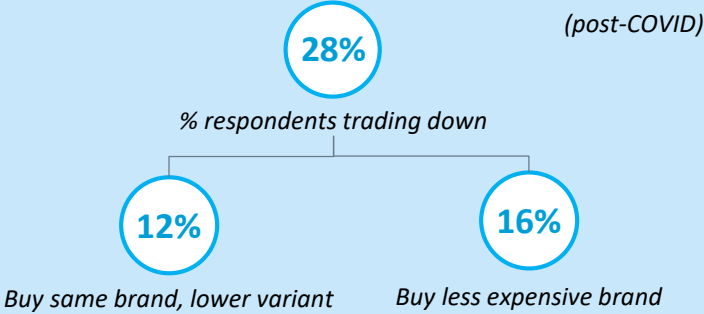 (post-COVID)
28%
% respondents trading down
12%
16%
Buy same brand, lower variant
Buy less expensive brand